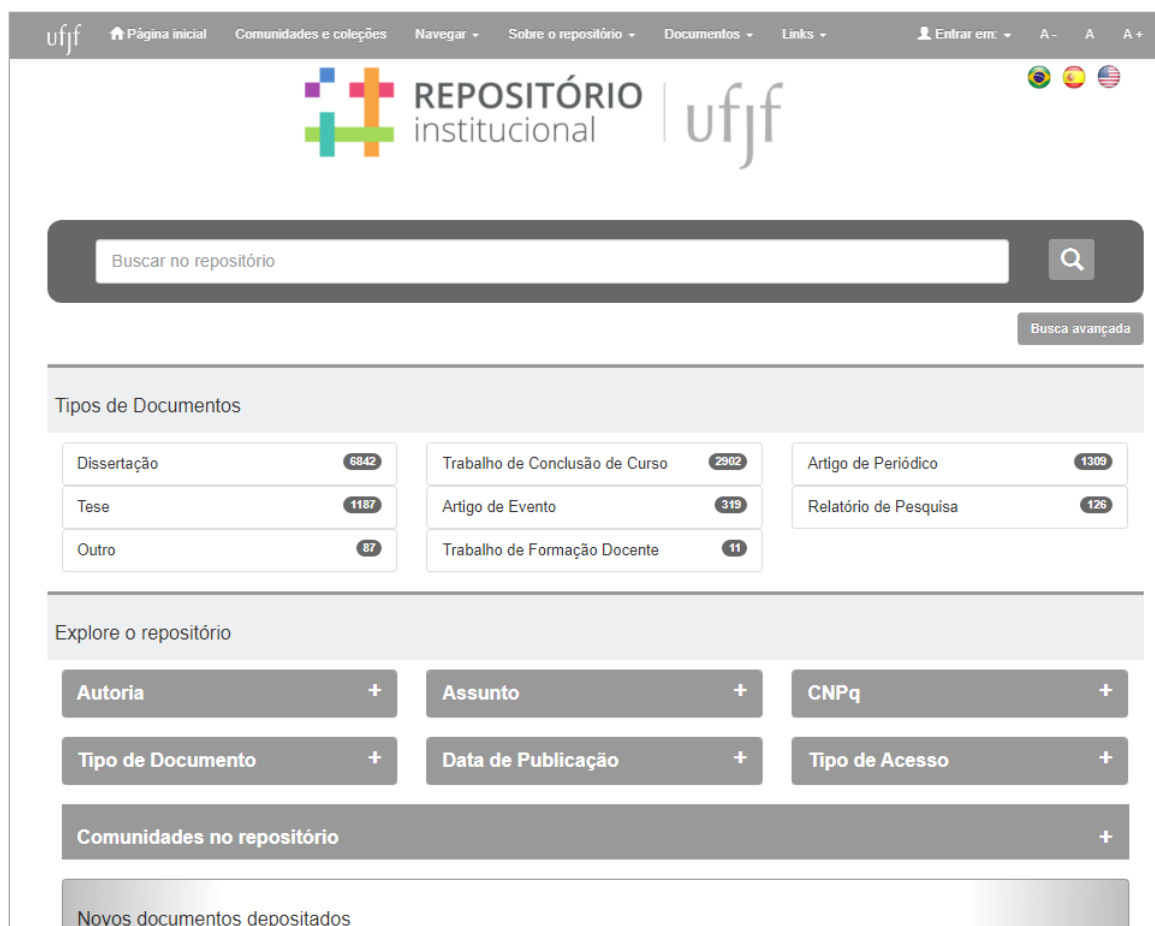 ufjf Página inicial Comunidades e coleções Navegar Sobre o repositório Documentos Links Entrar em: A- A A+
REPOSITÓRIO
institucional
ufjf
Buscar no repositório
Busca avançada
Tipos de Documentos
Dissertação 6842 Trabalho de Conclusão de Curso 2902 Artigo de Periódico 1309
Tese 1187 Artigo de Evento 319 Relatório de Pesquisa 126
Outro 87 Trabalho de Formação Docente 11
Explore o repositório
Autoria + Assunto + CNPq +
Tipo de Documento + Data de Publicação + Tipo de Acesso +
Comunidades no repositório +
Novos documentos depositados